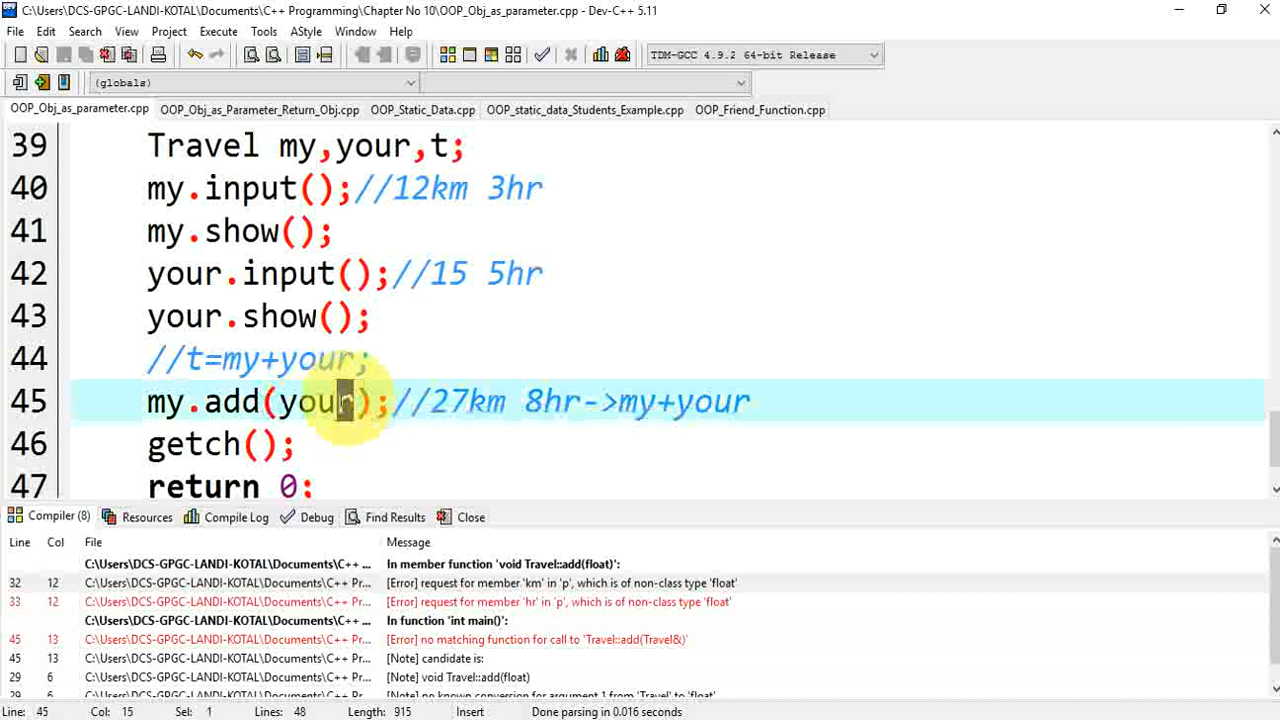 C:\Users\DCS-GPGC-LANDI-KOTAL\Documents\C++ Programming\Chapter No 10\OOP_Obj_as_parameter.cpp - Dev-C++ 5.11
File Edit Search View Project Execute Tools AStyle Window Help
TDM-GCC 4.9.2 64-bit Release
(globals)
OOP_Obj_as_parameter.cpp OOP_Obj_as_Parameter_Return_Obj.cpp OOP_Static_Data.cpp OOP_static_data_Students_Example.cpp OOP_Friend_Function.cpp
39 Travel my,your,t;
40 my.input();//12km 3hr
41 my.show();
42 your.input();//15 5hr
43 your.show();
44 //t=my+your;
45 my.add(your);//27km 8hr->my+your
46 getch();
47 return 0;
Compiler (8) Resources Compile Log Debug Find Results Close
Line Col File Message
C:\Users\DCS-GPGC-LANDI-KOTAL\Documents\C++ ... In member function 'void Travel::add(float)':
32 12 C:\Users\DCS-GPGC-LANDI-KOTAL\Documents\C++ Pr... [Error] request for member 'km' in 'p', which is of non-class type 'float'
33 12 C:\Users\DCS-GPGC-LANDI-KOTAL\Documents\C++ Pr... [Error] request for member 'hr' in 'p', which is of non-class type 'float'
C:\Users\DCS-GPGC-LANDI-KOTAL\Documents\C++ ... In function 'int main()':
45 13 C:\Users\DCS-GPGC-LANDI-KOTAL\Documents\C++ Pr... [Error] no matching function for call to 'Travel::add(Travel&)'
45 13 C:\Users\DCS-GPGC-LANDI-KOTAL\Documents\C++ Pr... [Note] candidate is:
29 6 C:\Users\DCS-GPGC-LANDI-KOTAL\Documents\C++ Pr... [Note] void Travel::add(float)
29 6 C:\Users\DCS-GPGC-LANDI-KOTAL\Documents\C++ Pr... [Note] no known conversion for argument 1 from 'Travel' to 'float'
Line: 45 Col: 15 Sel: 1 Lines: 48 Length: 915 Insert Done parsing in 0.016 seconds